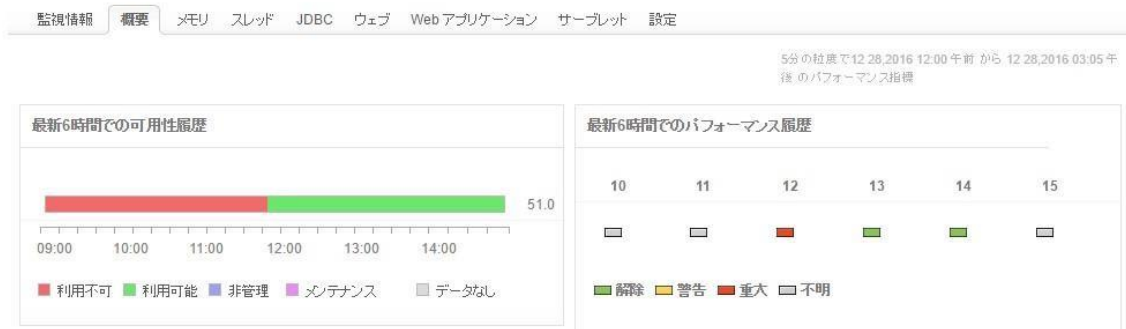 監視情報 概要 メモリ スレッド JDBC ウェブ Web アプリケーション サーブレット 設定
5分の粒度で12 28,2016 12:00 午前 から 12 28,2016 03:05 午
後 のパフォーマンス指標
最新6時間での可用性履歴
51.0
09:00 10:00 11:00 12:00 13:00 14:00
利用不可 利用可能 非管理 メンテナンス データなし
最新6時間でのパフォーマンス履歴
10 11 12 13 14 15
解除 警告 重大 不明